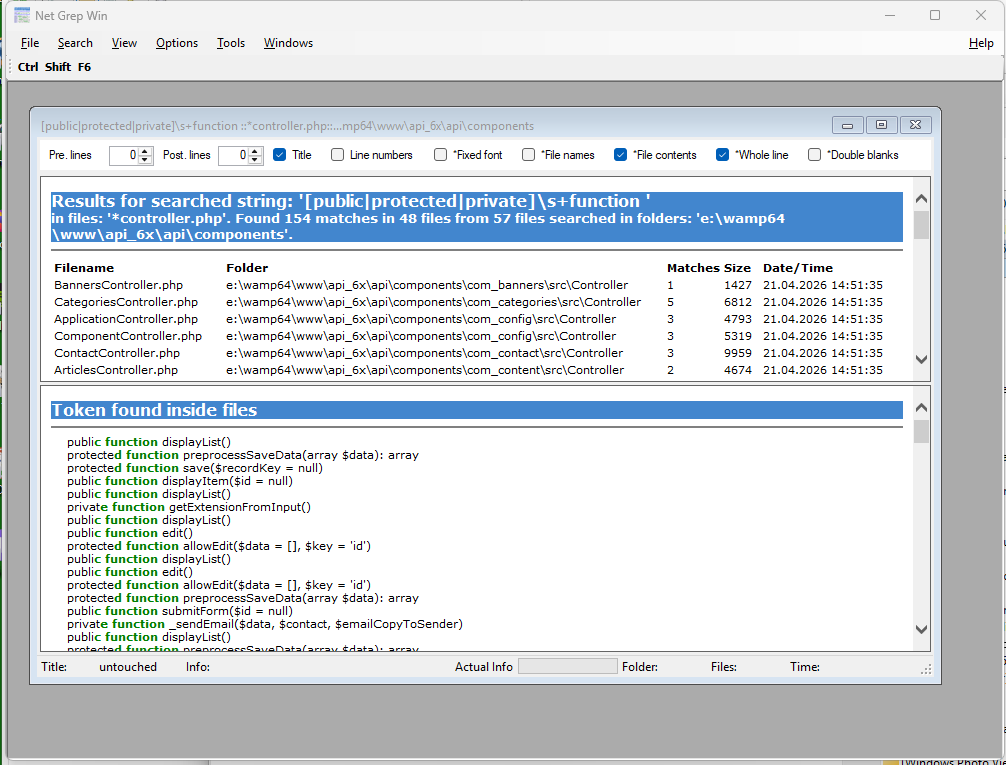 Net Grep Win
File Search View Options Tools Windows Help
Ctrl Shift F6
[public|protected|private]\s+function ::*controller.php::...mp64\www\api_6x\api\components
Pre. lines 0 Post. lines 0 Title Line numbers *Fixed font *File names *File contents *Whole line *Double blanks
Results for searched string: '[public|protected|private]\s+function '
in files: '*controller.php'. Found 154 matches in 48 files from 57 files searched in folders: 'e:\wamp64
\www\api_6x\api\components'.
Filename Folder Matches Size Date/Time
BannersController.php e:\wamp64\www\api_6x\api\components\com_banners\src\Controller 1 1427 21.04.2026 14:51:35
CategoriesController.php e:\wamp64\www\api_6x\api\components\com_categories\src\Controller 5 6812 21.04.2026 14:51:35
ApplicationController.php e:\wamp64\www\api_6x\api\components\com_config\src\Controller 3 4793 21.04.2026 14:51:35
ComponentController.php e:\wamp64\www\api_6x\api\components\com_config\src\Controller 3 5319 21.04.2026 14:51:35
ContactController.php e:\wamp64\www\api_6x\api\components\com_contact\src\Controller 3 9959 21.04.2026 14:51:35
ArticlesController.php e:\wamp64\www\api_6x\api\components\com_content\src\Controller 2 4674 21.04.2026 14:51:35
Token found inside files
public function displayList()
protected function preprocessSaveData(array $data): array
protected function save($recordKey = null)
public function displayItem($id = null)
public function displayList()
private function getExtensionFromInput()
public function displayList()
public function edit()
protected function allowEdit($data = [], $key = 'id')
public function displayList()
public function edit()
protected function allowEdit($data = [], $key = 'id')
protected function preprocessSaveData(array $data): array
public function submitForm($id = null)
private function _sendEmail($data, $contact, $emailCopyToSender)
public function displayList()
protected function preprocessSaveData(array $data): array
Title: untouched Info: Actual Info Folder: Files: Time:
Windows Photo Vie